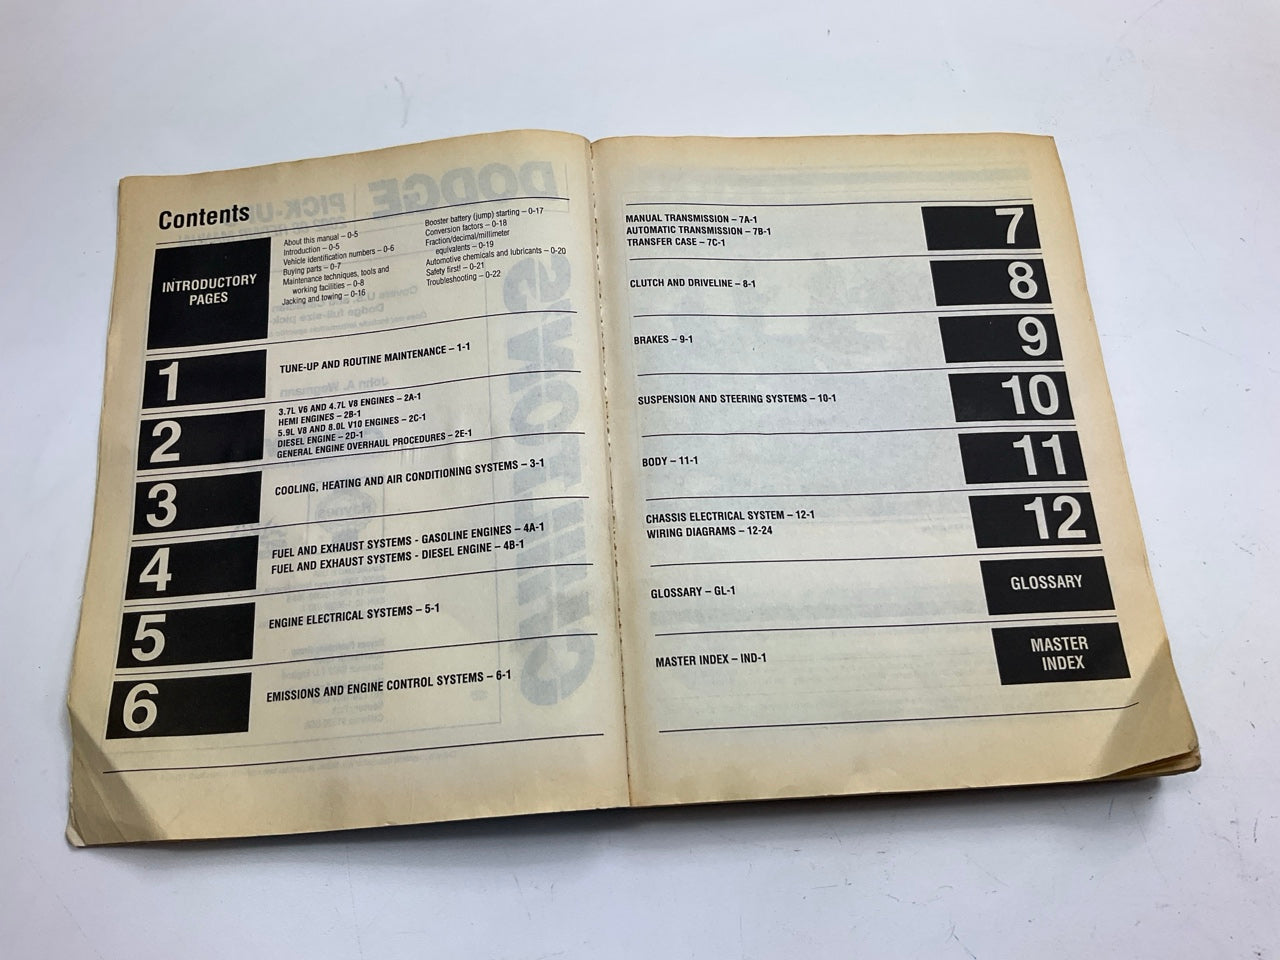 Contents
INTRODUCTORY
PAGES
About this manual – 0-5
Introduction – 0-5
Vehicle identification numbers – 0-6
Buying parts – 0-7
Maintenance techniques, tools and
working facilities – 0-8
Jacking and towing – 0-16
Booster battery (jump) starting – 0-17
Conversion factors – 0-18
Fraction/decimal/millimeter
equivalents – 0-19
Automotive chemicals and lubricants – 0-20
Safety first! – 0-21
Troubleshooting – 0-22
1
TUNE-UP AND ROUTINE MAINTENANCE – 1-1
2
3.7L V6 AND 4.7L V8 ENGINES – 2A-1
HEMI ENGINES – 2B-1
5.9L V8 AND 8.0L V10 ENGINES – 2C-1
DIESEL ENGINE – 2D-1
GENERAL ENGINE OVERHAUL PROCEDURES – 2E-1
3
COOLING, HEATING AND AIR CONDITIONING SYSTEMS – 3-1
4
FUEL AND EXHAUST SYSTEMS - GASOLINE ENGINES – 4A-1
FUEL AND EXHAUST SYSTEMS - DIESEL ENGINE – 4B-1
5
ENGINE ELECTRICAL SYSTEMS – 5-1
6
EMISSIONS AND ENGINE CONTROL SYSTEMS – 6-1
MANUAL TRANSMISSION – 7A-1
AUTOMATIC TRANSMISSION – 7B-1
TRANSFER CASE – 7C-1
7
CLUTCH AND DRIVELINE – 8-1
8
BRAKES – 9-1
9
SUSPENSION AND STEERING SYSTEMS – 10-1
10
BODY – 11-1
11
CHASSIS ELECTRICAL SYSTEM – 12-1
WIRING DIAGRAMS – 12-24
12
GLOSSARY – GL-1
GLOSSARY
MASTER INDEX – IND-1
MASTER
INDEX